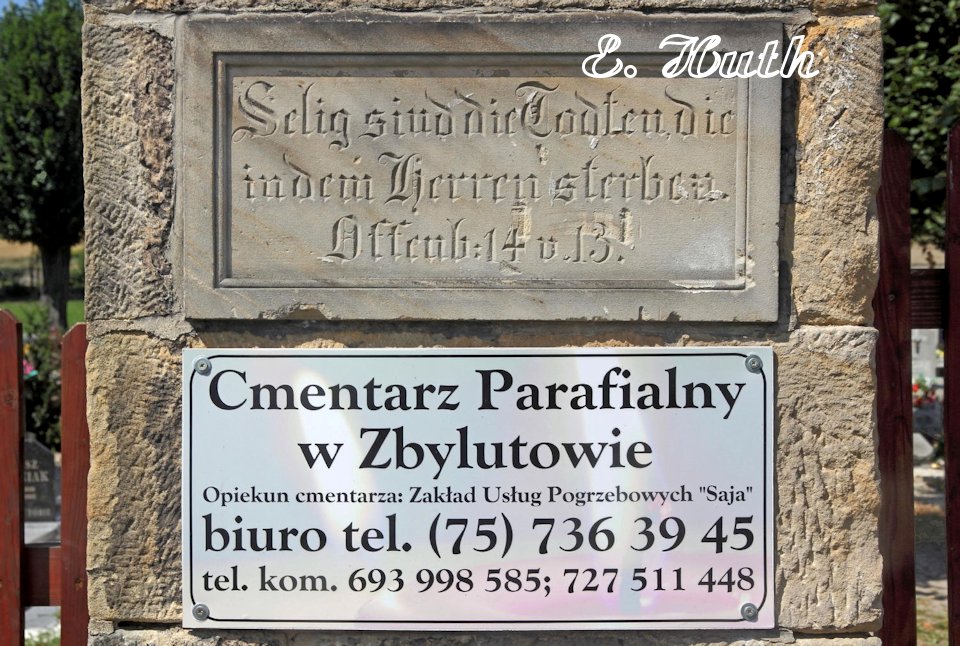 E. Huth
Selig sind die Todten, die
in dem Herren sterben.
Offenb: 14 v. 13.
Cmentarz Parafialny
w Zbylutowie
Opiekun cmentarza: Zakład Usług Pogrzebowych "Saja"
biuro tel. (75) 736 39 45
tel. kom. 693 998 585; 727 511 448